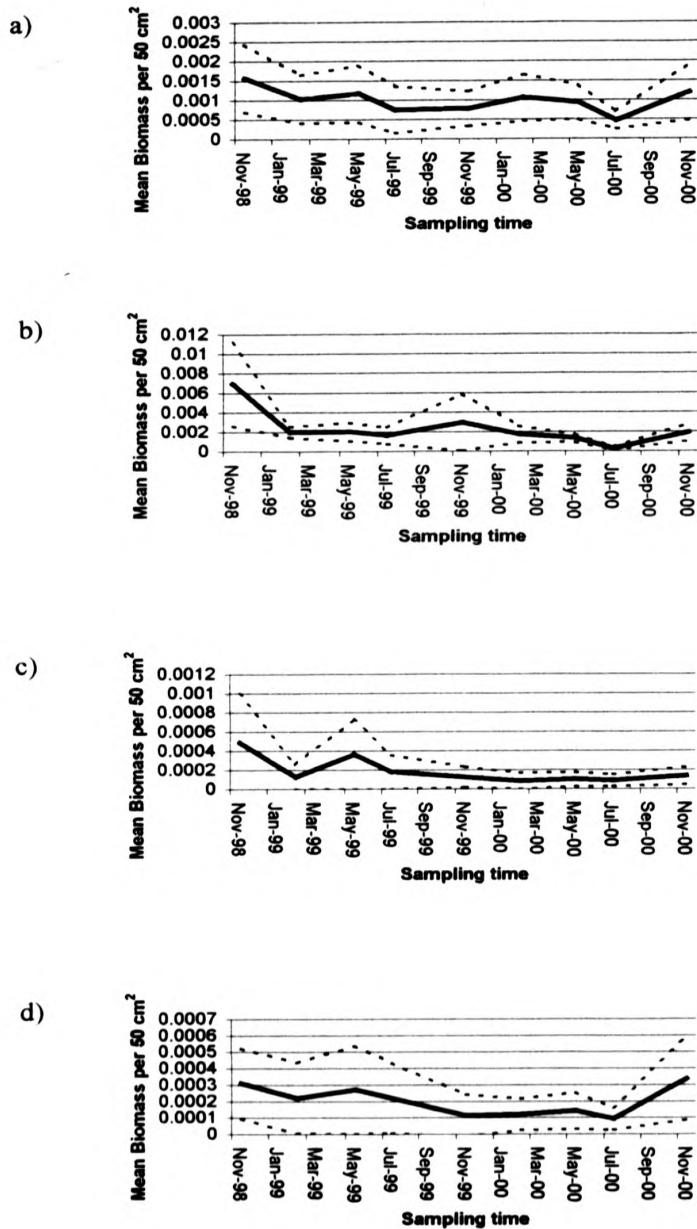 a)
Mean Biomass per 50 cm²
0.003
0.0025
0.002
0.0015
0.001
0.0005
0
Nov-98
Jan-99
Mar-99
May-99
Jul-99
Sep-99
Nov-99
Jan-00
Mar-00
May-00
Jul-00
Sep-00
Nov-00
Sampling time
b)
Mean Biomass per 50 cm²
0.012
0.01
0.008
0.006
0.004
0.002
0
Nov-98
Jan-99
Mar-99
May-99
Jul-99
Sep-99
Nov-99
Jan-00
Mar-00
May-00
Jul-00
Sep-00
Nov-00
Sampling time
c)
Mean Biomass per 50 cm²
0.0012
0.001
0.0008
0.0006
0.0004
0.0002
0
Nov-98
Jan-99
Mar-99
May-99
Jul-99
Sep-99
Nov-99
Jan-00
Mar-00
May-00
Jul-00
Sep-00
Nov-00
Sampling time
d)
Mean Biomass per 50 cm²
0.0007
0.0006
0.0005
0.0004
0.0003
0.0002
0.0001
0
Nov-98
Jan-99
Mar-99
May-99
Jul-99
Sep-99
Nov-99
Jan-00
Mar-00
May-00
Jul-00
Sep-00
Nov-00
Sampling time